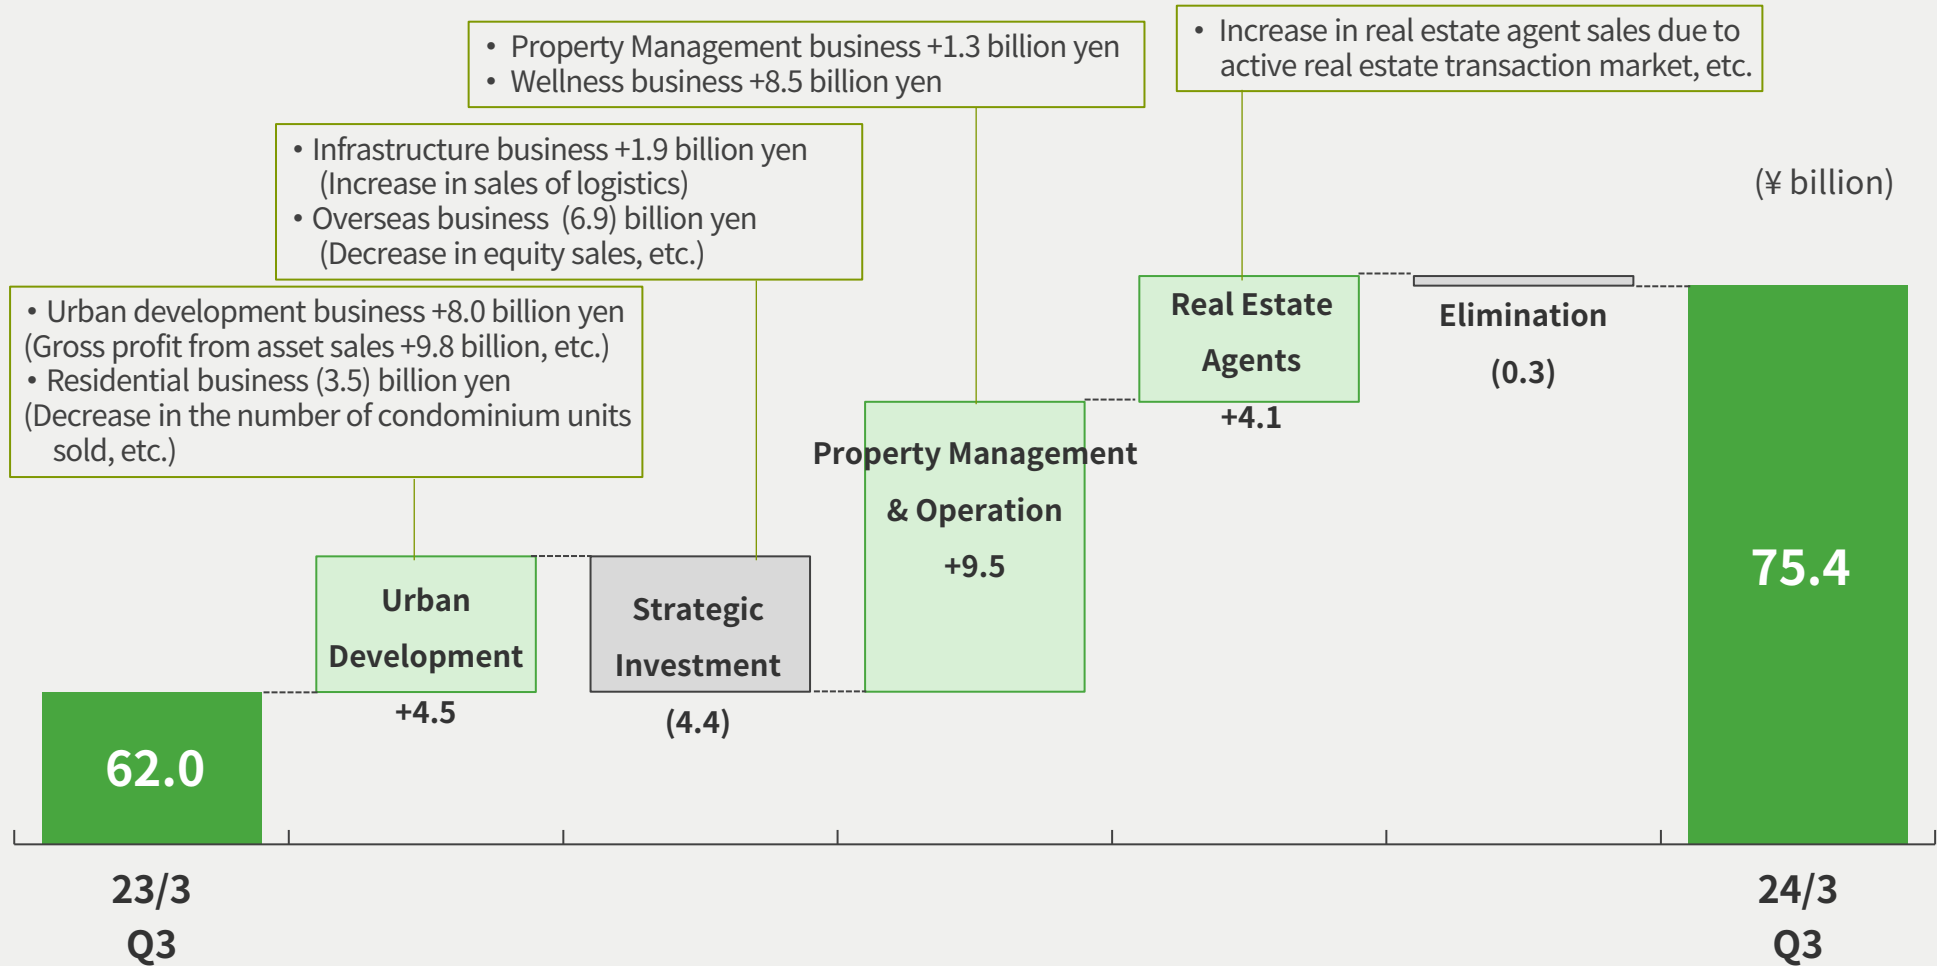 • Property Management business +1.3 billion yen
• Wellness business +8.5 billion yen
• Increase in real estate agent sales due to
active real estate transaction market, etc.
• Infrastructure business +1.9 billion yen
(Increase in sales of logistics)
• Overseas business (6.9) billion yen
(Decrease in equity sales, etc.)
(¥ billion)
• Urban development business +8.0 billion yen
(Gross profit from asset sales +9.8 billion, etc.)
• Residential business (3.5) billion yen
(Decrease in the number of condominium units
sold, etc.)
62.0
Urban
Development
+4.5
Strategic
Investment
(4.4)
Property Management
& Operation
+9.5
Real Estate
Agents
+4.1
Elimination
(0.3)
75.4
23/3
Q3
24/3
Q3